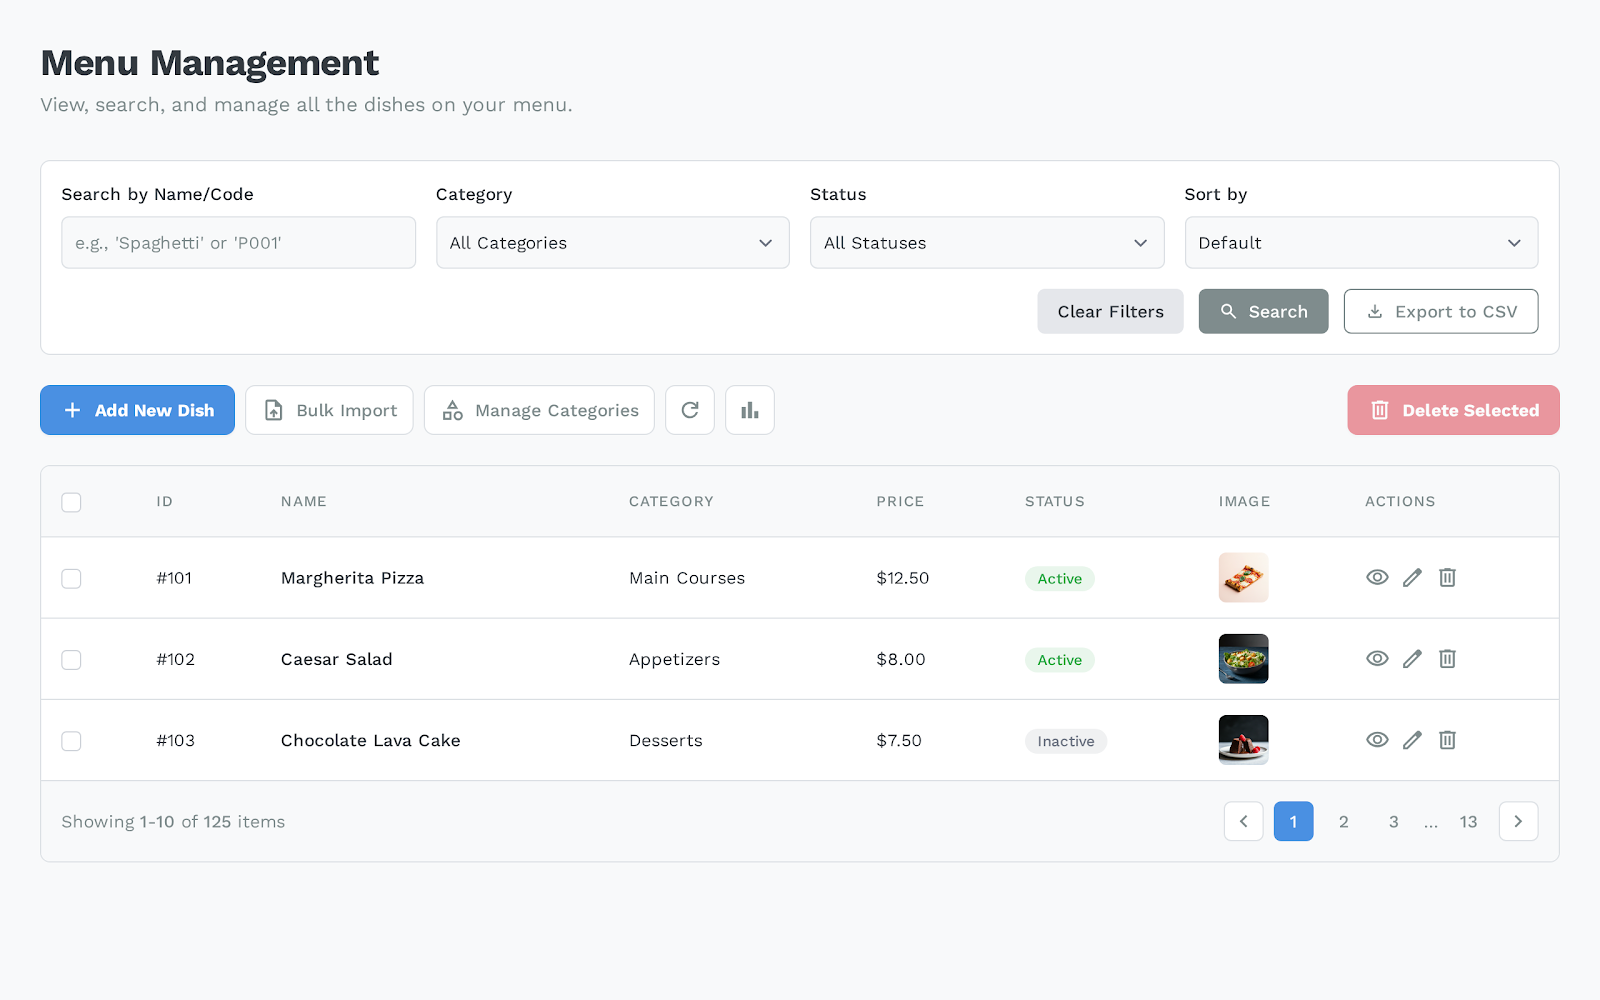 Menu Management
View, search, and manage all the dishes on your menu.
Search by Name/Code Category Status Sort by
e.g., 'Spaghetti' or 'P001' All Categories All Statuses Default
Clear Filters Search Export to CSV
Add New Dish Bulk Import Manage Categories Delete Selected
ID NAME CATEGORY PRICE STATUS IMAGE ACTIONS
#101 Margherita Pizza Main Courses $12.50 Active
#102 Caesar Salad Appetizers $8.00 Active
#103 Chocolate Lava Cake Desserts $7.50 Inactive
Showing 1-10 of 125 items 1 2 3 ... 13